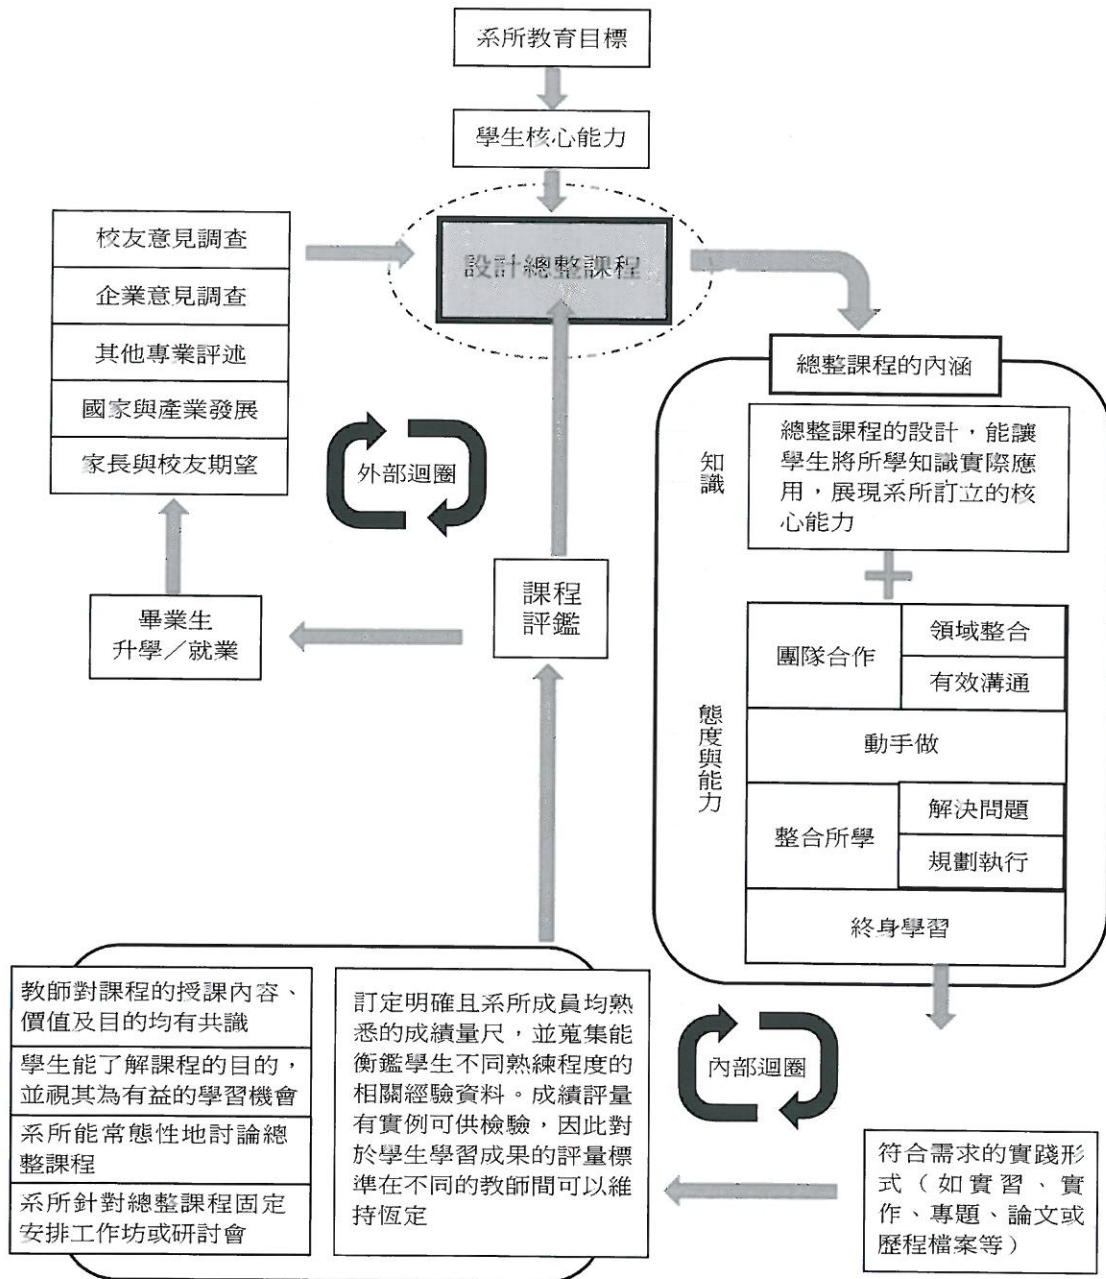 系所教育目標
學生核心能力
設計總整課程
校友意見調查
企業意見調查
其他專業評述
國家與產業發展
家長與校友期望
外部迴圈
畢業生
升學／就業
課程
評鑑
總整課程的內涵
知識
總整課程的設計，能讓
學生將所學知識實際應
用，展現系所訂立的核
心能力
態度與能力
團隊合作
領域整合
有效溝通
動手做
整合所學
解決問題
規劃執行
終身學習
內部迴圈
符合需求的實踐形
式（如實習、實
作、專題、論文或
歷程檔案等）
教師對課程的授課內容、
價值及目的均有共識
學生能了解課程的目的，
並視其為有益的學習機會
系所能常態性地討論總
整課程
系所針對總整課程固定
安排工作坊或研討會
訂定明確且系所成員均熟
悉的成績量尺，並蒐集能
衡鑑學生不同熟練程度的
相關經驗資料。成績評量
有實例可供檢驗，因此對
於學生學習成果的評量標
準在不同的教師間可以維
持恆定